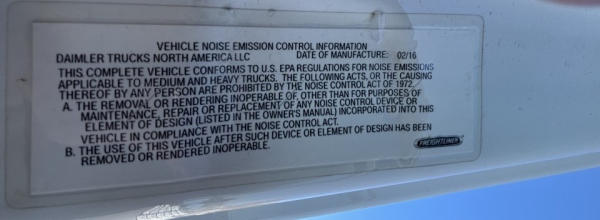 VEHICLE NOISE EMISSION CONTROL INFORMATION
DAIMLER TRUCKS NORTH AMERICA LLC DATE OF MANUFACTURE: 02/16
THIS COMPLETE VEHICLE CONFORMS TO U.S. EPA REGULATIONS FOR NOISE EMISSIONS
APPLICABLE TO MEDIUM AND HEAVY TRUCKS. THE FOLLOWING ACTS, OR THE CAUSING
THEREOF BY ANY PERSON ARE PROHIBITED BY THE NOISE CONTROL ACT OF 1972.
A. THE REMOVAL OR RENDERING INOPERABLE OF, OTHER THAN FOR PURPOSES OF
MAINTENANCE, REPAIR OR REPLACEMENT OF ANY NOISE CONTROL DEVICE OR
ELEMENT OF DESIGN (LISTED IN THE OWNER'S MANUAL) INCORPORATED INTO THIS
VEHICLE IN COMPLIANCE WITH THE NOISE CONTROL ACT.
B. THE USE OF THIS VEHICLE AFTER SUCH DEVICE OR ELEMENT OF DESIGN HAS BEEN
REMOVED OR RENDERED INOPERABLE.
FREIGHTLINER